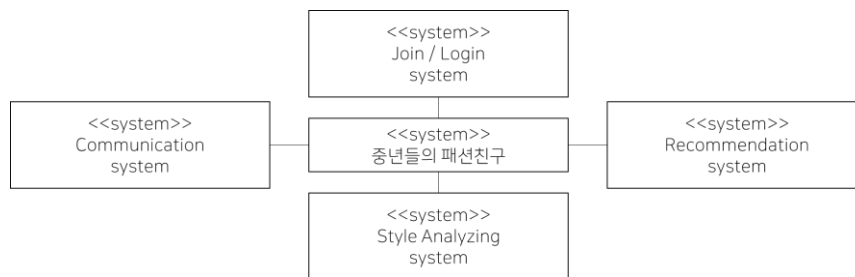 <<system>>
Join / Login
system
<<system>>
Communication
system
<<system>>
중년들의 패션친구
<<system>>
Recommendation
system
<<system>>
Style Analyzing
system